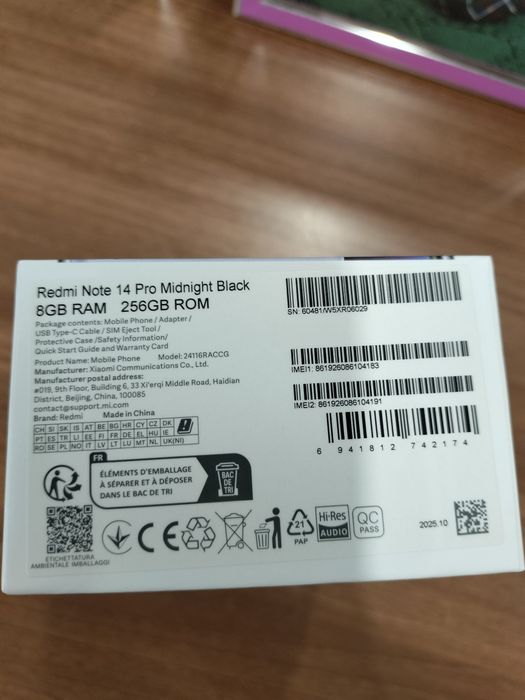 Redmi Note 14 Pro Midnight Black
8GB RAM 256GB ROM
Package contents: Mobile Phone / Adapter /
USB Type-C Cable / SIM Eject Tool /
Protective Case/Safety Information/
Quick Start Guide and Warranty Card
Product Name: Mobile Phone Model: 24116RACCG
Manufacturer: Xiaomi Communications Co., Ltd.
Manufacturer postal address:
#019, 9th Floor, Building 6, 33 Xi'erqi Middle Road, Haidian
District, Beijing, China, 100085
contact@support.mi.com
Brand: Redmi Made in China
CH SI SK IS AT BE BG HR CY CZ DK
PT ES TR LI EE FI FR DE EL HU IE
RO SE PL NO IT LV LT LU MT NL UK(NI)
SN: 60481/W5XR06029
IMEI1: 861926086104183
IMEI2: 861926086104191
6 941812 742174
FR
ÉLÉMENTS D'EMBALLAGE
À SÉPARER ET À DÉPOSER
DANS LE BAC DE TRI
BAC
DE
TRI
ETICHETTATURA
AMBIENTALE IMBALLAGGI
CE
21
PAP
Hi-Res
AUDIO
QC
PASS
2025.10